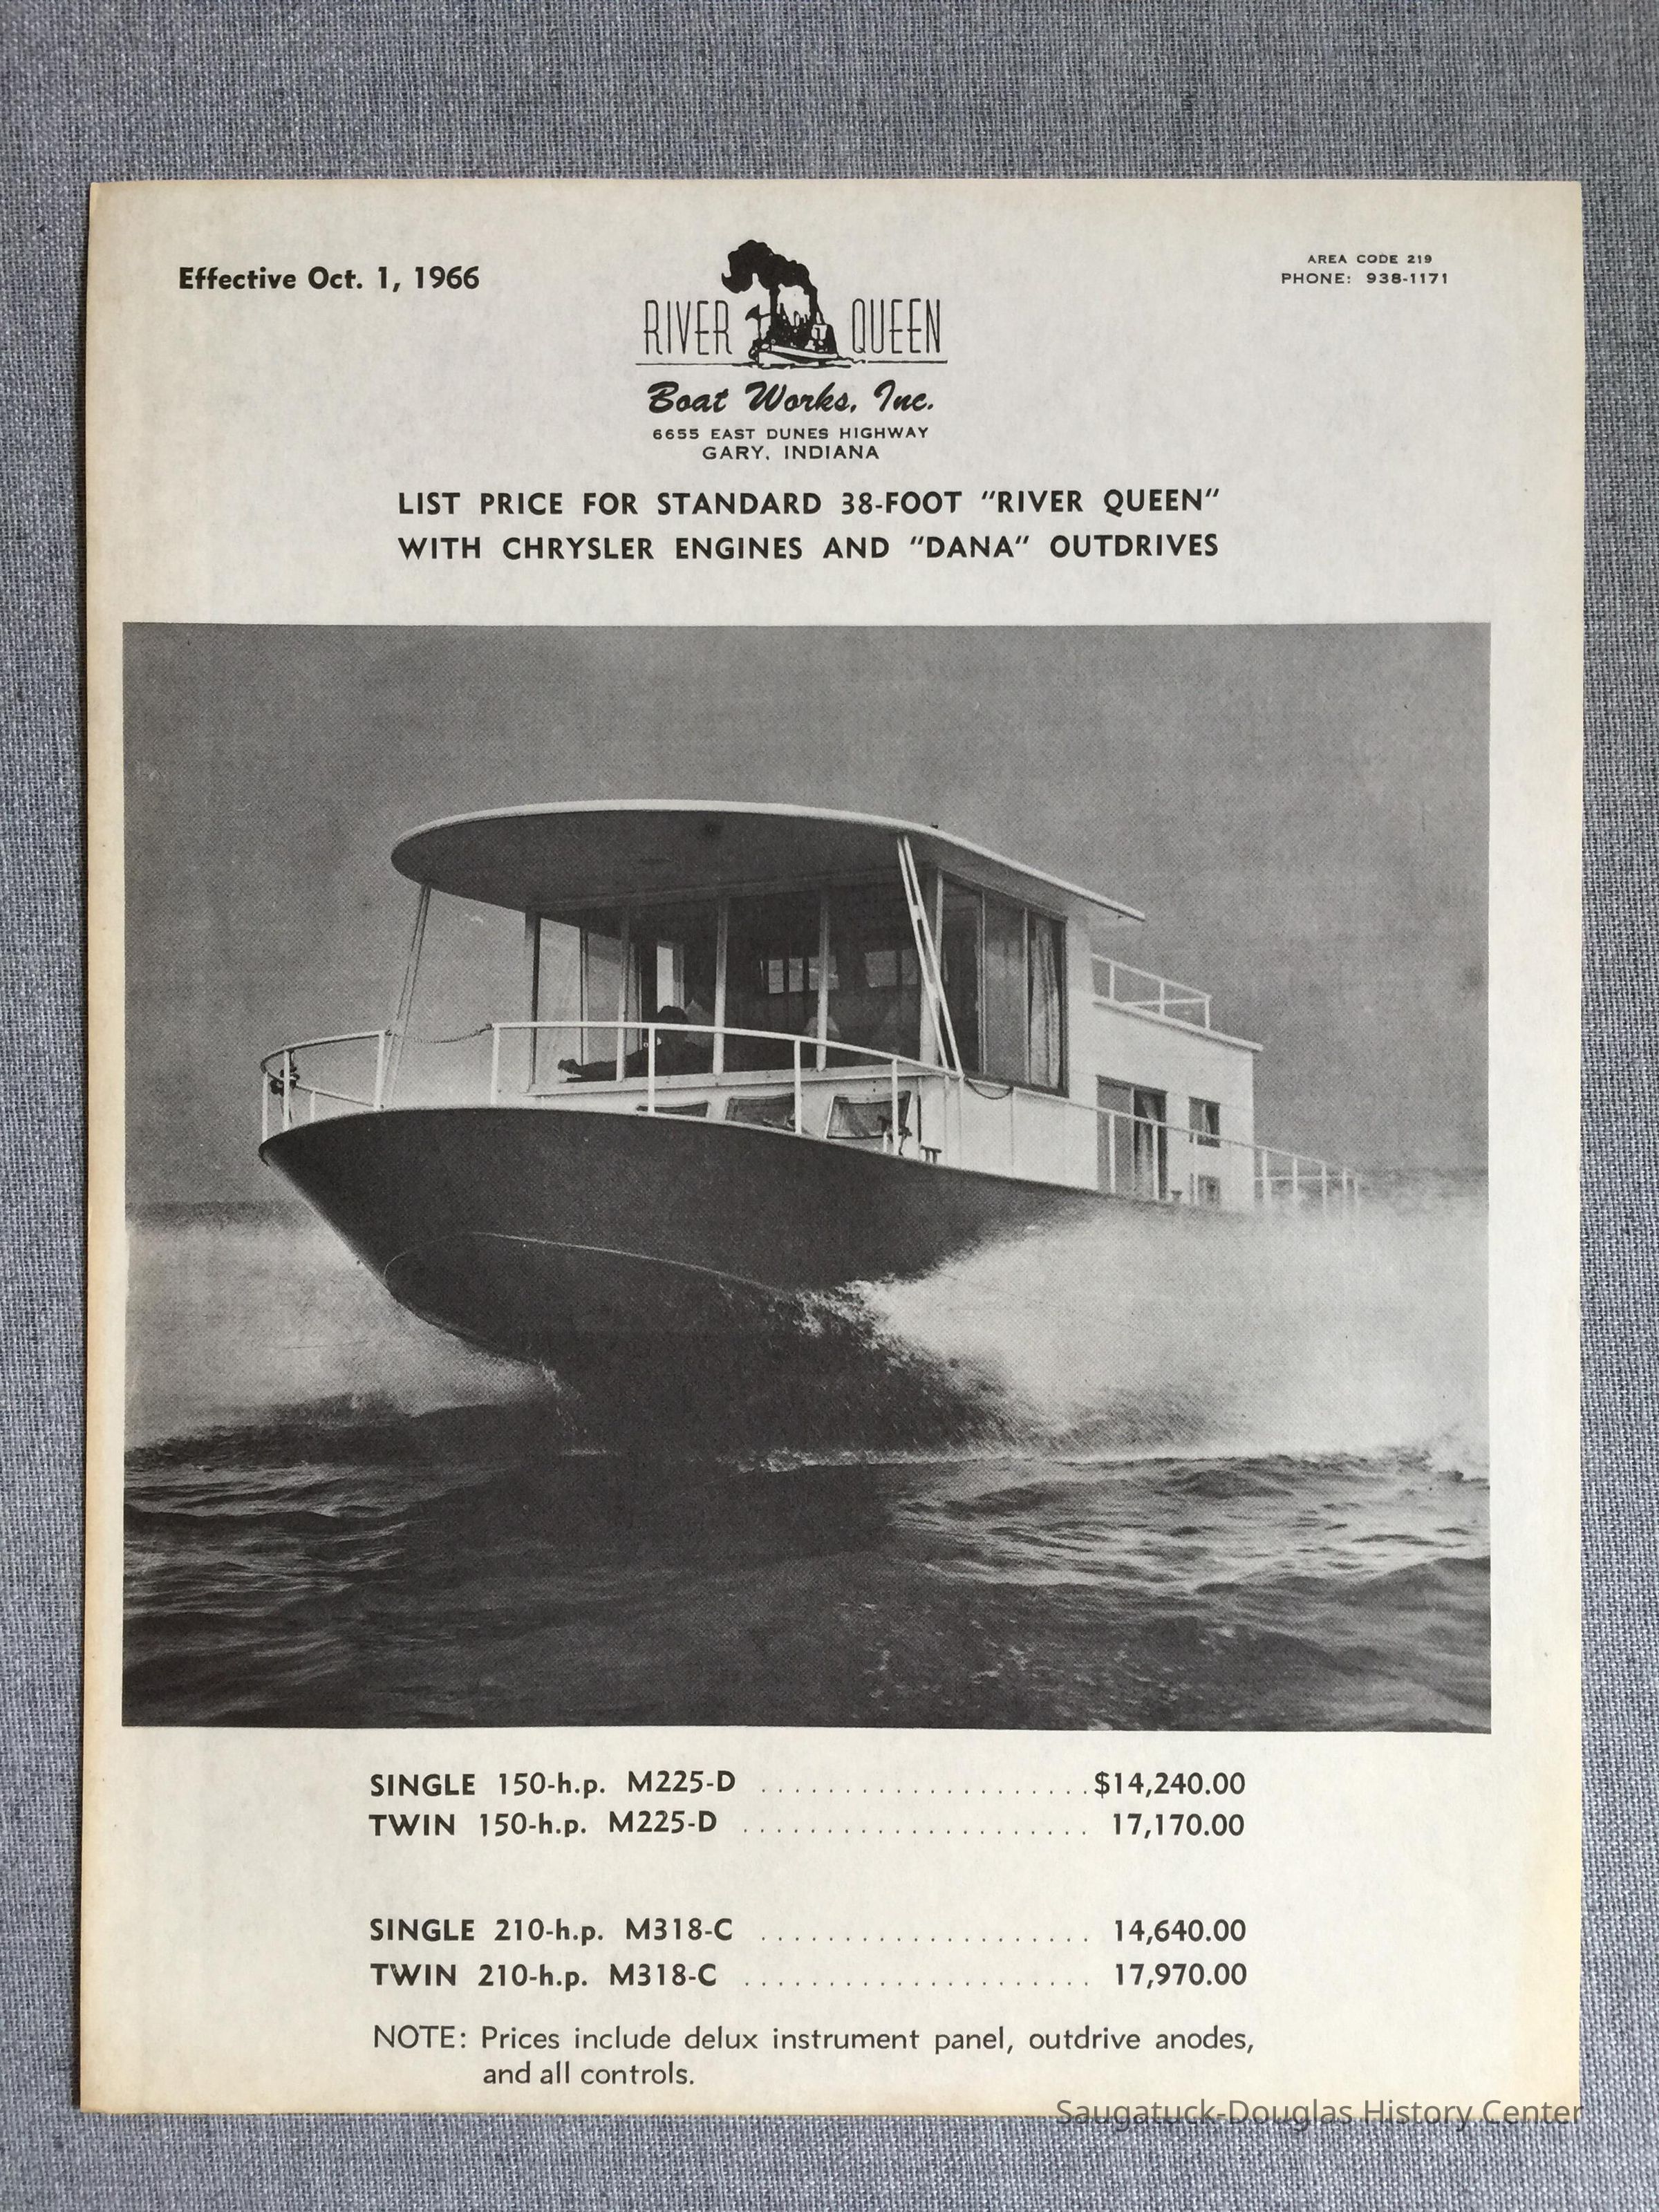 Effective Oct. 1, 1966
AREA CODE 219
PHONE: 938-1171
RIVER QUEEN
Boat Works, Inc.
6655 EAST DUNES HIGHWAY
GARY, INDIANA
LIST PRICE FOR STANDARD 38-FOOT "RIVER QUEEN"
WITH CHRYSLER ENGINES AND "DANA" OUTDRIVES
SINGLE 150-h.p. M225-D ..................... $14,240.00
TWIN 150-h.p. M225-D ..................... 17,170.00
SINGLE 210-h.p. M318-C .................... 14,640.00
TWIN 210-h.p. M318-C ..................... 17,970.00
NOTE: Prices include delux instrument panel, outdrive anodes,
and all controls.
Saugatuck-Douglas History Center